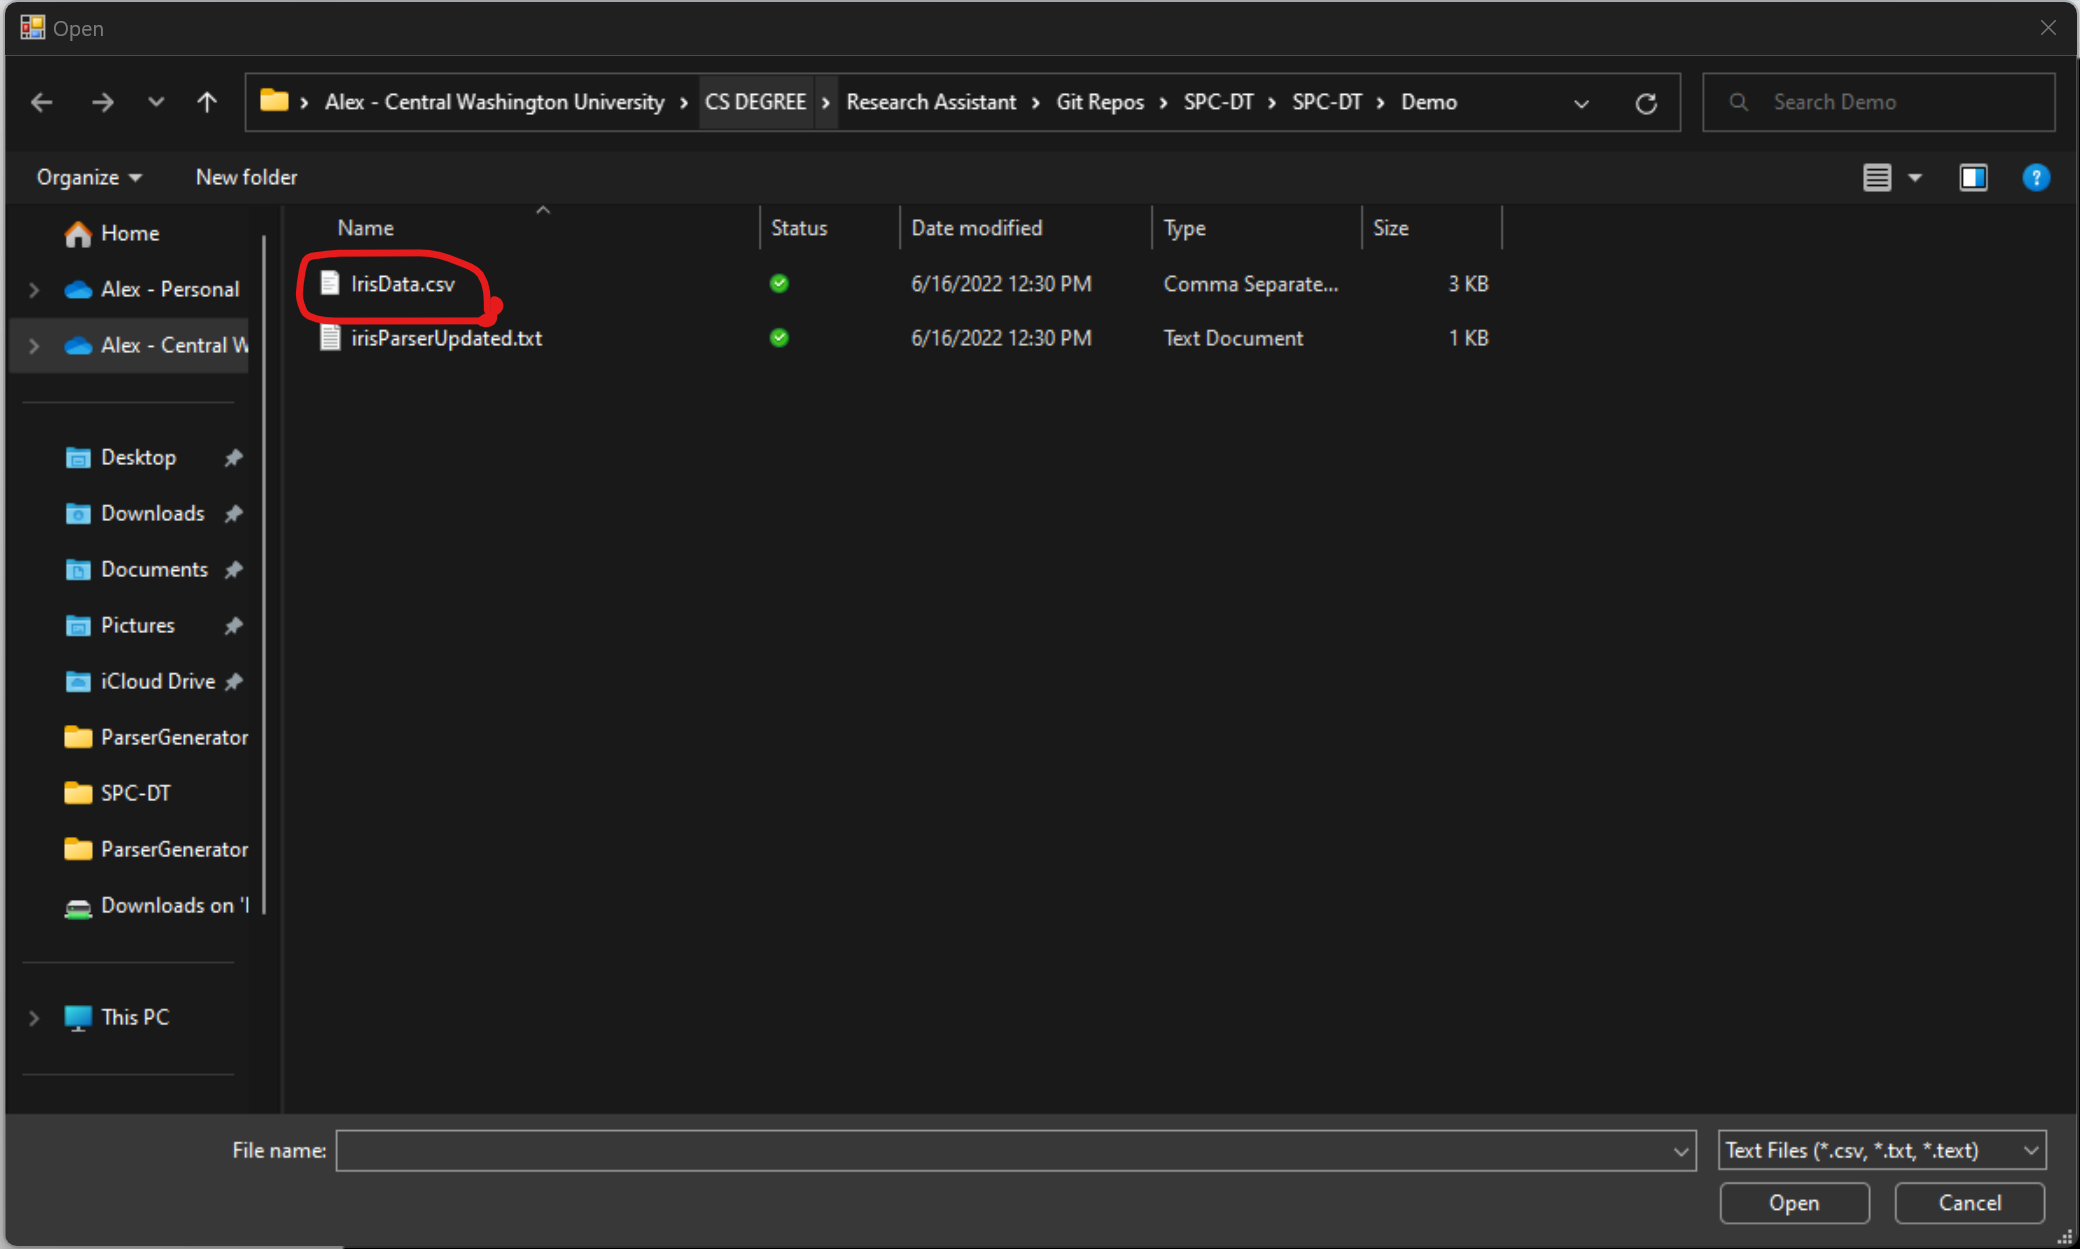 Open
Alex - Central Washington University > CS DEGREE > Research Assistant > Git Repos > SPC-DT > SPC-DT > Demo
Search Demo
Organize
New folder
Name
Status
Date modified
Type
Size
IrisData.csv
6/16/2022 12:30 PM
Comma Separate...
3 KB
irisParserUpdated.txt
6/16/2022 12:30 PM
Text Document
1 KB
Home
Alex - Personal
Alex - Central W
Desktop
Downloads
Documents
Pictures
iCloud Drive
ParserGenerator
SPC-DT
ParserGenerator
Downloads on '
This PC
File name:
Text Files (*.csv, *.txt, *.text)
Open
Cancel